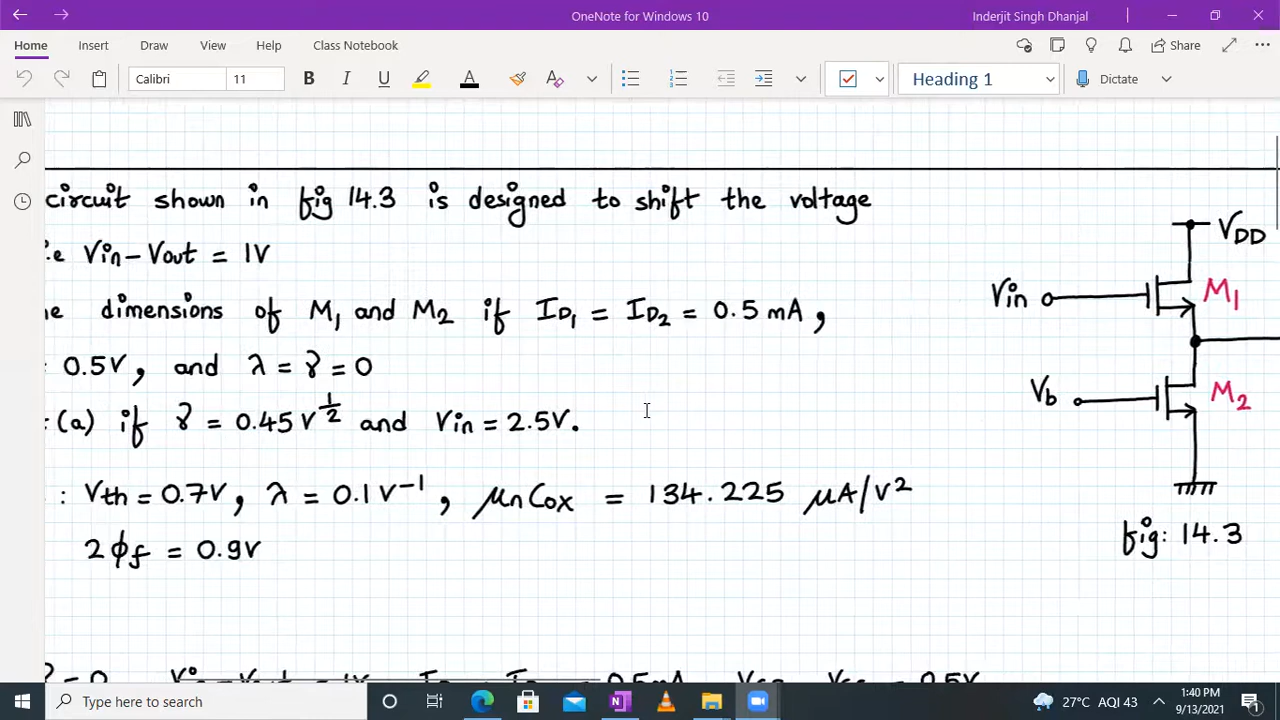 OneNote for Windows 10
Inderjit Singh Dhanjal
Home Insert Draw View Help Class Notebook
Share
Calibri 11 B I U A A Heading 1 Dictate
circuit shown in fig 14.3 is designed to shift the voltage
i.e Vin-Vout = 1V
dimensions of M1 and M2 if ID1 = ID2 = 0.5 mA,
0.5V, and λ = γ = 0
(a) if γ = 0.45 V^1/2 and Vin = 2.5V.
: Vth = 0.7V, λ = 0.1 V^-1, μnCox = 134.225 μA/V^2
2ϕf = 0.9V
VDD
Vin
M1
Vb
M2
fig: 14.3
Type here to search
27°C AQI 43
1:40 PM
9/13/2021
1